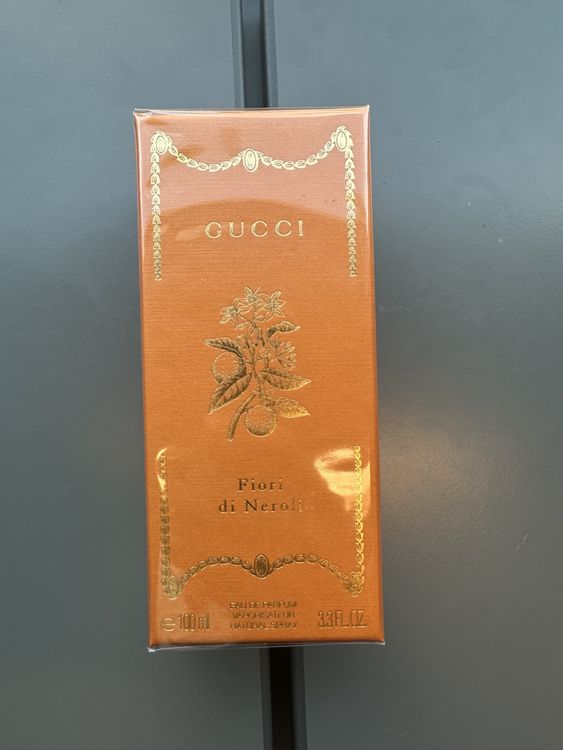 GUCCI
Fiori
di Neroli
EAU DE PARFUM
VAPORISATEUR
NATURAL SPRAY
℮ 100 ml
3.3 FL.OZ.